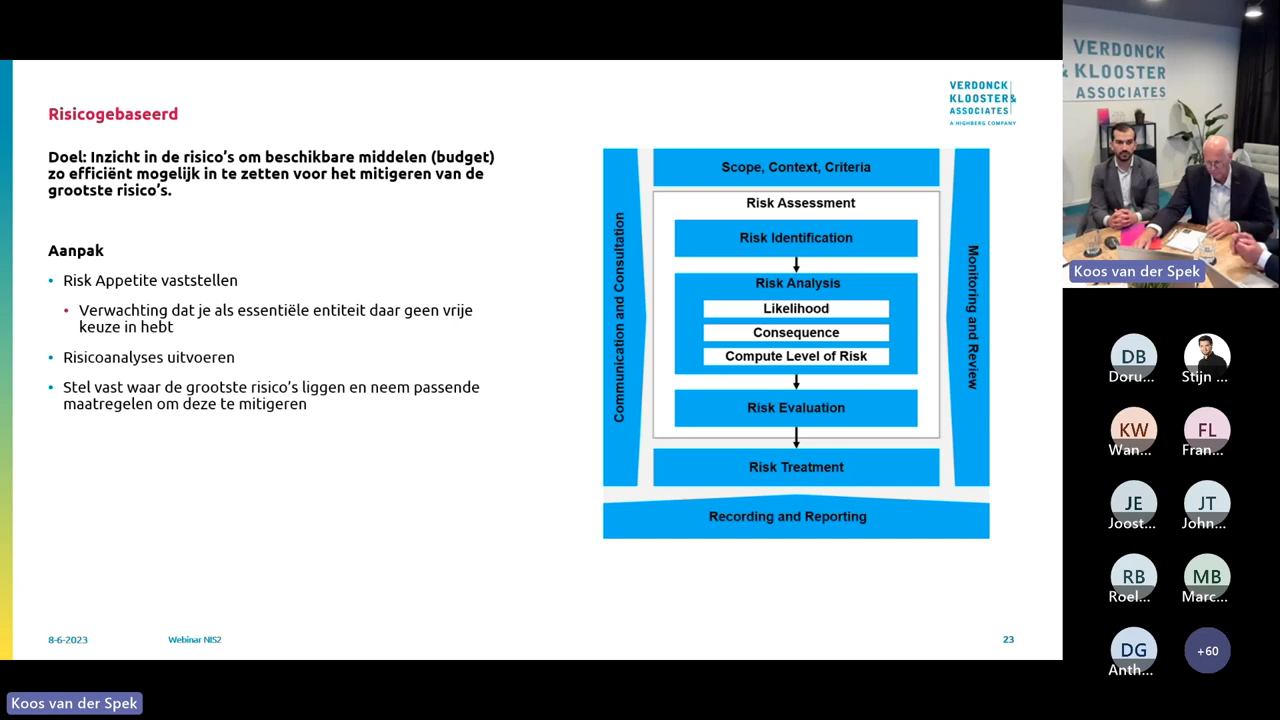 Risicogebaseerd
Doel: Inzicht in de risico's om beschikbare middelen (budget)
zo efficiënt mogelijk in te zetten voor het mitigeren van de
grootste risico's.
Aanpak
• Risk Appetite vaststellen
• Verwachting dat je als essentiële entiteit daar geen vrije
keuze in hebt
• Risicoanalyses uitvoeren
• Stel vast waar de grootste risico's liggen en neem passende
maatregelen om deze te mitigeren
VERDONCK
KLOOSTER&
ASSOCIATES
A HIGHBERG COMPANY
Scope, Context, Criteria
Communication and Consultation
Risk Assessment
Risk Identification
Risk Analysis
Likelihood
Consequence
Compute Level of Risk
Risk Evaluation
Risk Treatment
Monitoring and Review
Recording and Reporting
8-6-2023
Webinar NIS2
23
VERDONCK
& KLOOSTER
ASSOCIATES
Koos van der Spek
DB
Doru...
Stijn ...
KW
Wan...
FL
Fran...
JE
Joost...
JT
John...
RB
Roel...
MB
Marc...
DG
Anth...
+60
Koos van der Spek